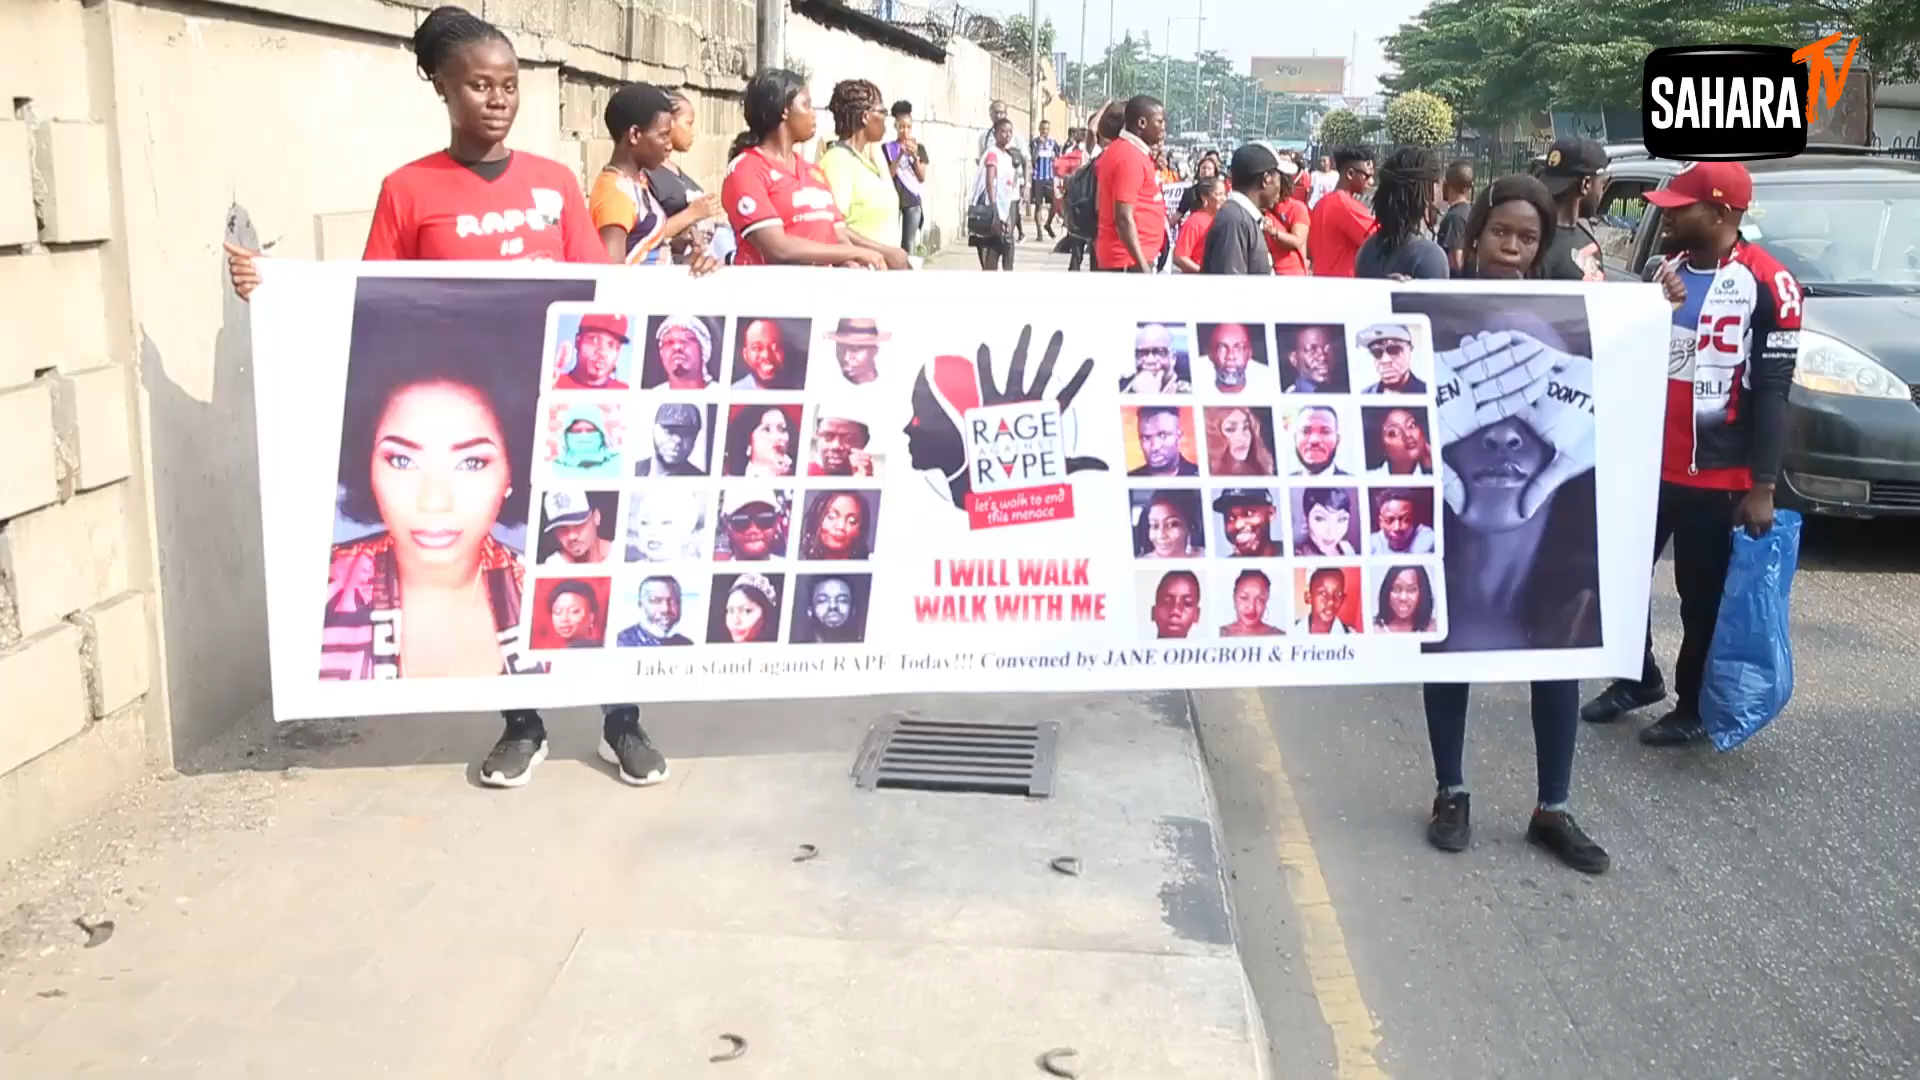 SAHARA TV
RAPE
IS
RAGE
AGAINST
RAPE
let's walk to end
this menace
I WILL WALK
WALK WITH ME
Take a stand against RAPE Today!!! Convened by JANE ODIGBOH & Friends
DON'T